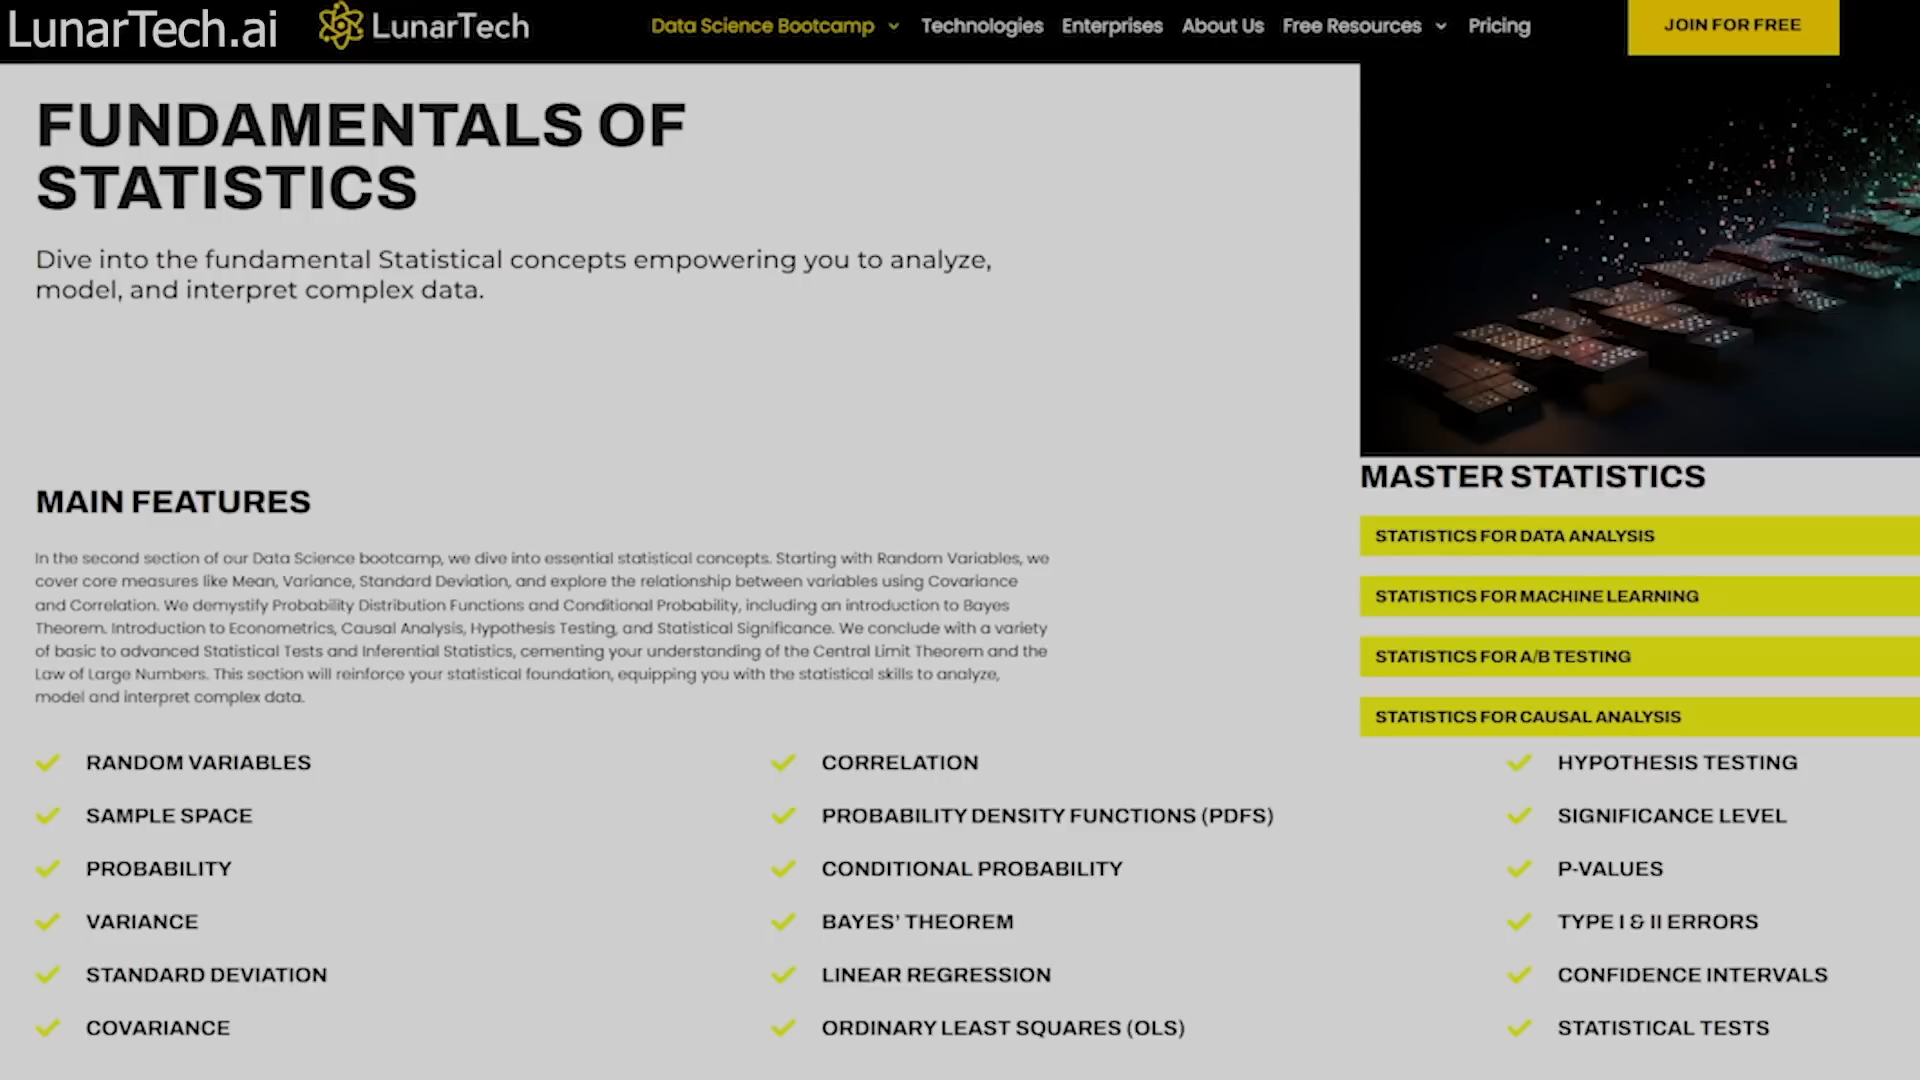 LunarTech.ai
LunarTech
Data Science Bootcamp
Technologies
Enterprises
About Us
Free Resources
Pricing
JOIN FOR FREE
FUNDAMENTALS OF
STATISTICS
Dive into the fundamental Statistical concepts empowering you to analyze,
model, and interpret complex data.
MAIN FEATURES
In the second section of our Data Science bootcamp, we dive into essential statistical concepts. Starting with Random Variables, we
cover core measures like Mean, Variance, Standard Deviation, and explore the relationship between variables using Covariance
and Correlation. We demystify Probability Distribution Functions and Conditional Probability, including an introduction to Bayes
Theorem. Introduction to Econometrics, Causal Analysis, Hypothesis Testing, and Statistical Significance. We conclude with a variety
of basic to advanced Statistical Tests and Inferential Statistics, cementing your understanding of the Central Limit Theorem and the
Law of Large Numbers. This section will reinforce your statistical foundation, equipping you with the statistical skills to analyze,
model and interpret complex data.
MASTER STATISTICS
STATISTICS FOR DATA ANALYSIS
STATISTICS FOR MACHINE LEARNING
STATISTICS FOR A/B TESTING
STATISTICS FOR CAUSAL ANALYSIS
RANDOM VARIABLES
SAMPLE SPACE
PROBABILITY
VARIANCE
STANDARD DEVIATION
COVARIANCE
CORRELATION
PROBABILITY DENSITY FUNCTIONS (PDFS)
CONDITIONAL PROBABILITY
BAYES' THEOREM
LINEAR REGRESSION
ORDINARY LEAST SQUARES (OLS)
HYPOTHESIS TESTING
SIGNIFICANCE LEVEL
P-VALUES
TYPE I & II ERRORS
CONFIDENCE INTERVALS
STATISTICAL TESTS